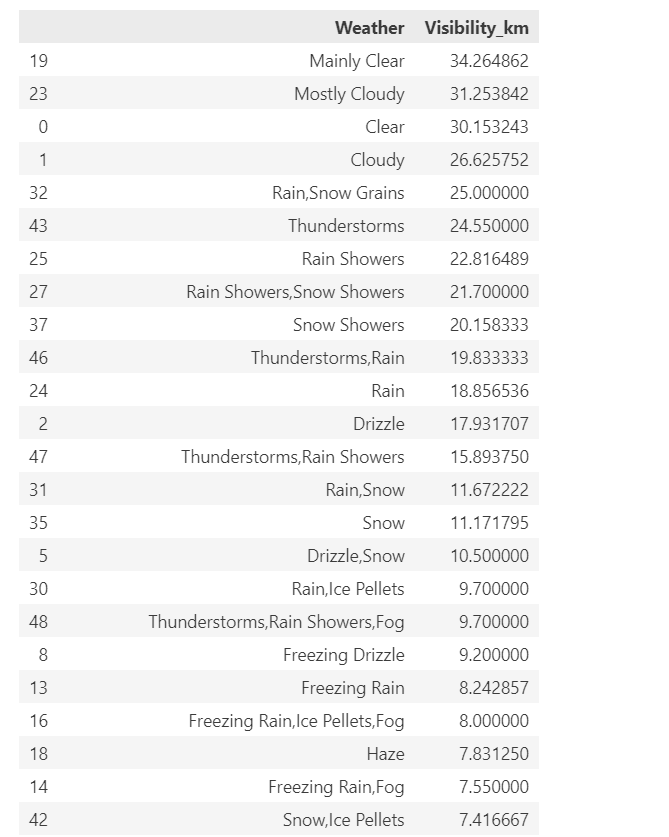 Weather Visibility_km
19 Mainly Clear 34.264862
23 Mostly Cloudy 31.253842
0 Clear 30.153243
1 Cloudy 26.625752
32 Rain,Snow Grains 25.000000
43 Thunderstorms 24.550000
25 Rain Showers 22.816489
27 Rain Showers,Snow Showers 21.700000
37 Snow Showers 20.158333
46 Thunderstorms,Rain 19.833333
24 Rain 18.856536
2 Drizzle 17.931707
47 Thunderstorms,Rain Showers 15.893750
31 Rain,Snow 11.672222
35 Snow 11.171795
5 Drizzle,Snow 10.500000
30 Rain,Ice Pellets 9.700000
48 Thunderstorms,Rain Showers,Fog 9.700000
8 Freezing Drizzle 9.200000
13 Freezing Rain 8.242857
16 Freezing Rain,Ice Pellets,Fog 8.000000
18 Haze 7.831250
14 Freezing Rain,Fog 7.550000
42 Snow,Ice Pellets 7.416667